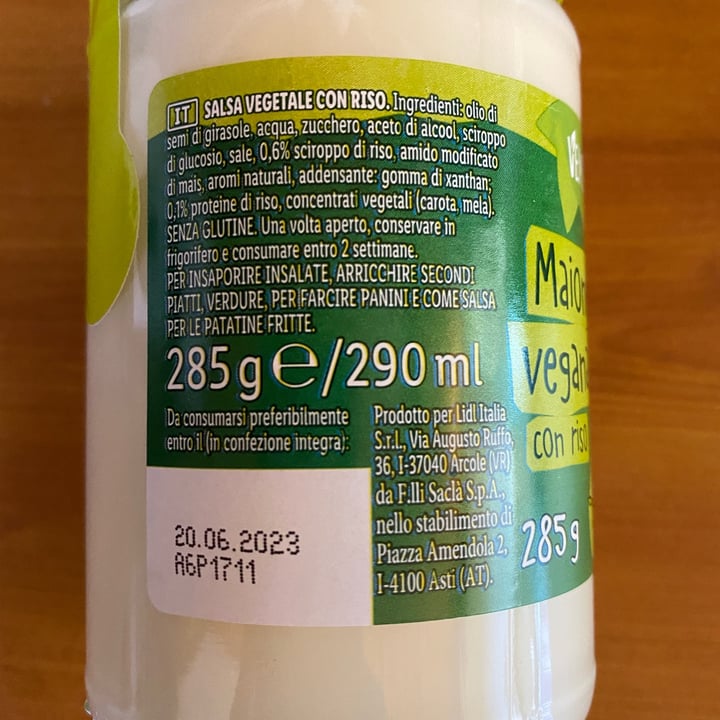 IT SALSA VEGETALE CON RISO. Ingredienti: olio di
semi di girasole, acqua, zucchero, aceto di alcool, sciroppo
di glucosio, sale, 0,6% sciroppo di riso, amido modificato
di mais, aromi naturali, addensante: gomma di xanthan;
0,1% proteine di riso, concentrati vegetali (carota, mela).
SENZA GLUTINE. Una volta aperto, conservare in
frigorifero e consumare entro 2 settimane.
PER INSAPORIRE INSALATE, ARRICCHIRE SECONDI
PIATTI, VERDURE, PER FARCIRE PANINI E COME SALSA
PER LE PATATINE FRITTE.
285 g e/290 ml
Da consumarsi preferibilmente
entro il (in confezione integra):
20.06.2023
A6P1711
Prodotto per Lidl Italia
S.r.l., Via Augusto Ruffo,
36, I-37040 Arcole (VR)
da F.lli Saclà S.p.A.,
nello stabilimento di
Piazza Amendola 2,
I-4100 Asti (AT).
Maion
vegan
con riso
285g